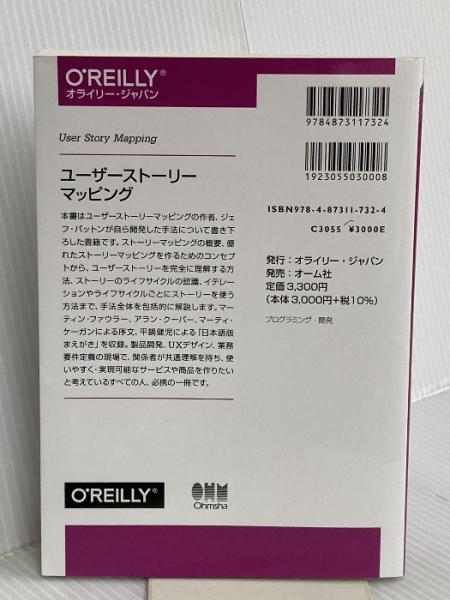 O'REILLY®
オライリー・ジャパン
User Story Mapping
ユーザーストーリー
マッピング
本書はユーザーストーリーマッピングの作者、ジェ
フ・パットンが自ら開発した手法について書き下
ろした書籍です。ストーリーマッピングの概要、優
れたストーリーマッピングを作るためのコンセプ
トから、ユーザーストーリーを完全に理解する方
法、ストーリーのライフサイクルの認識、イテレー
ションやライフサイクルごとにストーリーを使う
方法まで、手法全体を包括的に解説します。マー
ティン・ファウラー、アラン・クーパー、マーティ・
ケーガンによる序文、平鍋健児による「日本語版
まえがき」を収録。製品開発、UXデザイン、業務
要件定義の現場で、関係者が共通理解を持ち、使
いやすく・実現可能なサービスや商品を作りたい
と考えているすべての人、必携の一冊です。
9784873117324
1923055030008
ISBN978-4-87311-732-4
C3055 ¥3000E
発行：オライリー・ジャパン
発売：オーム社
定価3,300円
（本体3,000円+税10%）
プログラミング・開発
O'REILLY®
OHM
Ohmsha